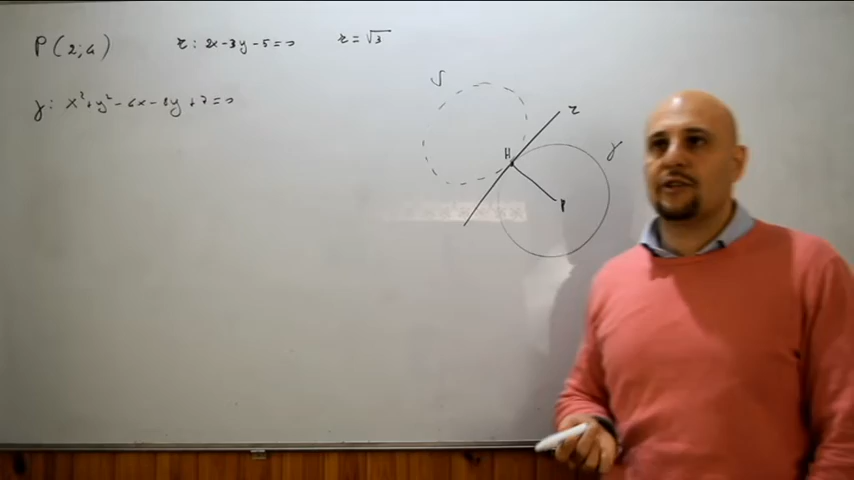 P(2;4) r: 2x-3y-5=0 r=√3
γ: x²+y²-6x-8y+7=0
S
r
H
γ
P